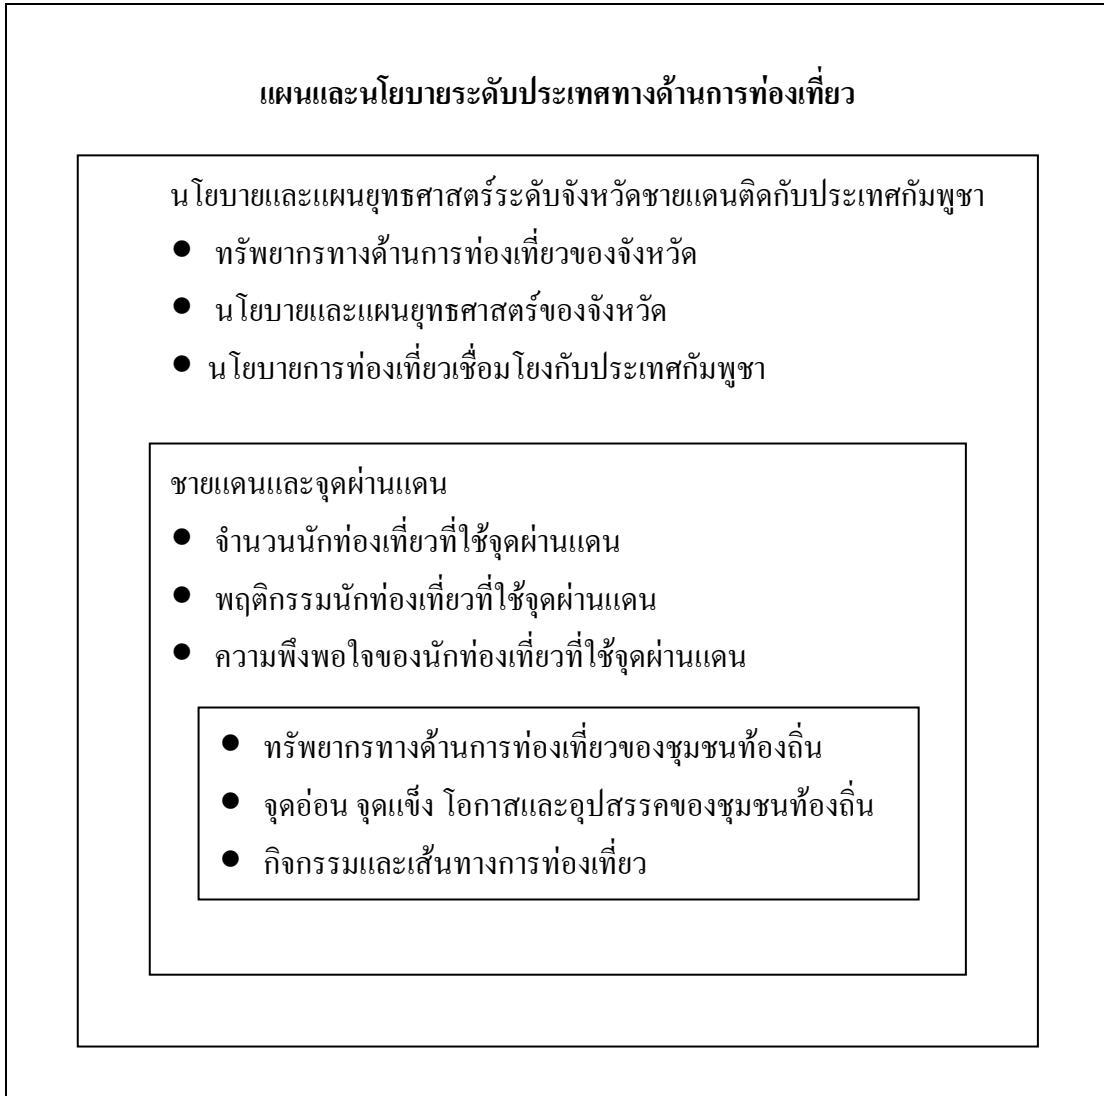 แผนและนโยบายระดับประเทศทางด้านการท่องเที่ยว
นโยบายและแผนยุทธศาสตร์ระดับจังหวัดชายแดนติดกับประเทศกัมพูชา
● ทรัพยากรทางด้านการท่องเที่ยวของจังหวัด
● นโยบายและแผนยุทธศาสตร์ของจังหวัด
● นโยบายการท่องเที่ยวเชื่อมโยงกับประเทศกัมพูชา
ชายแดนและจุดผ่านแดน
● จำนวนนักท่องเที่ยวที่ใช้จุดผ่านแดน
● พฤติกรรมนักท่องเที่ยวที่ใช้จุดผ่านแดน
● ความพึงพอใจของนักท่องเที่ยวที่ใช้จุดผ่านแดน
● ทรัพยากรทางด้านการท่องเที่ยวของชุมชนท้องถิ่น
● จุดอ่อน จุดแข็ง โอกาสและอุปสรรคของชุมชนท้องถิ่น
● กิจกรรมและเส้นทางการท่องเที่ยว